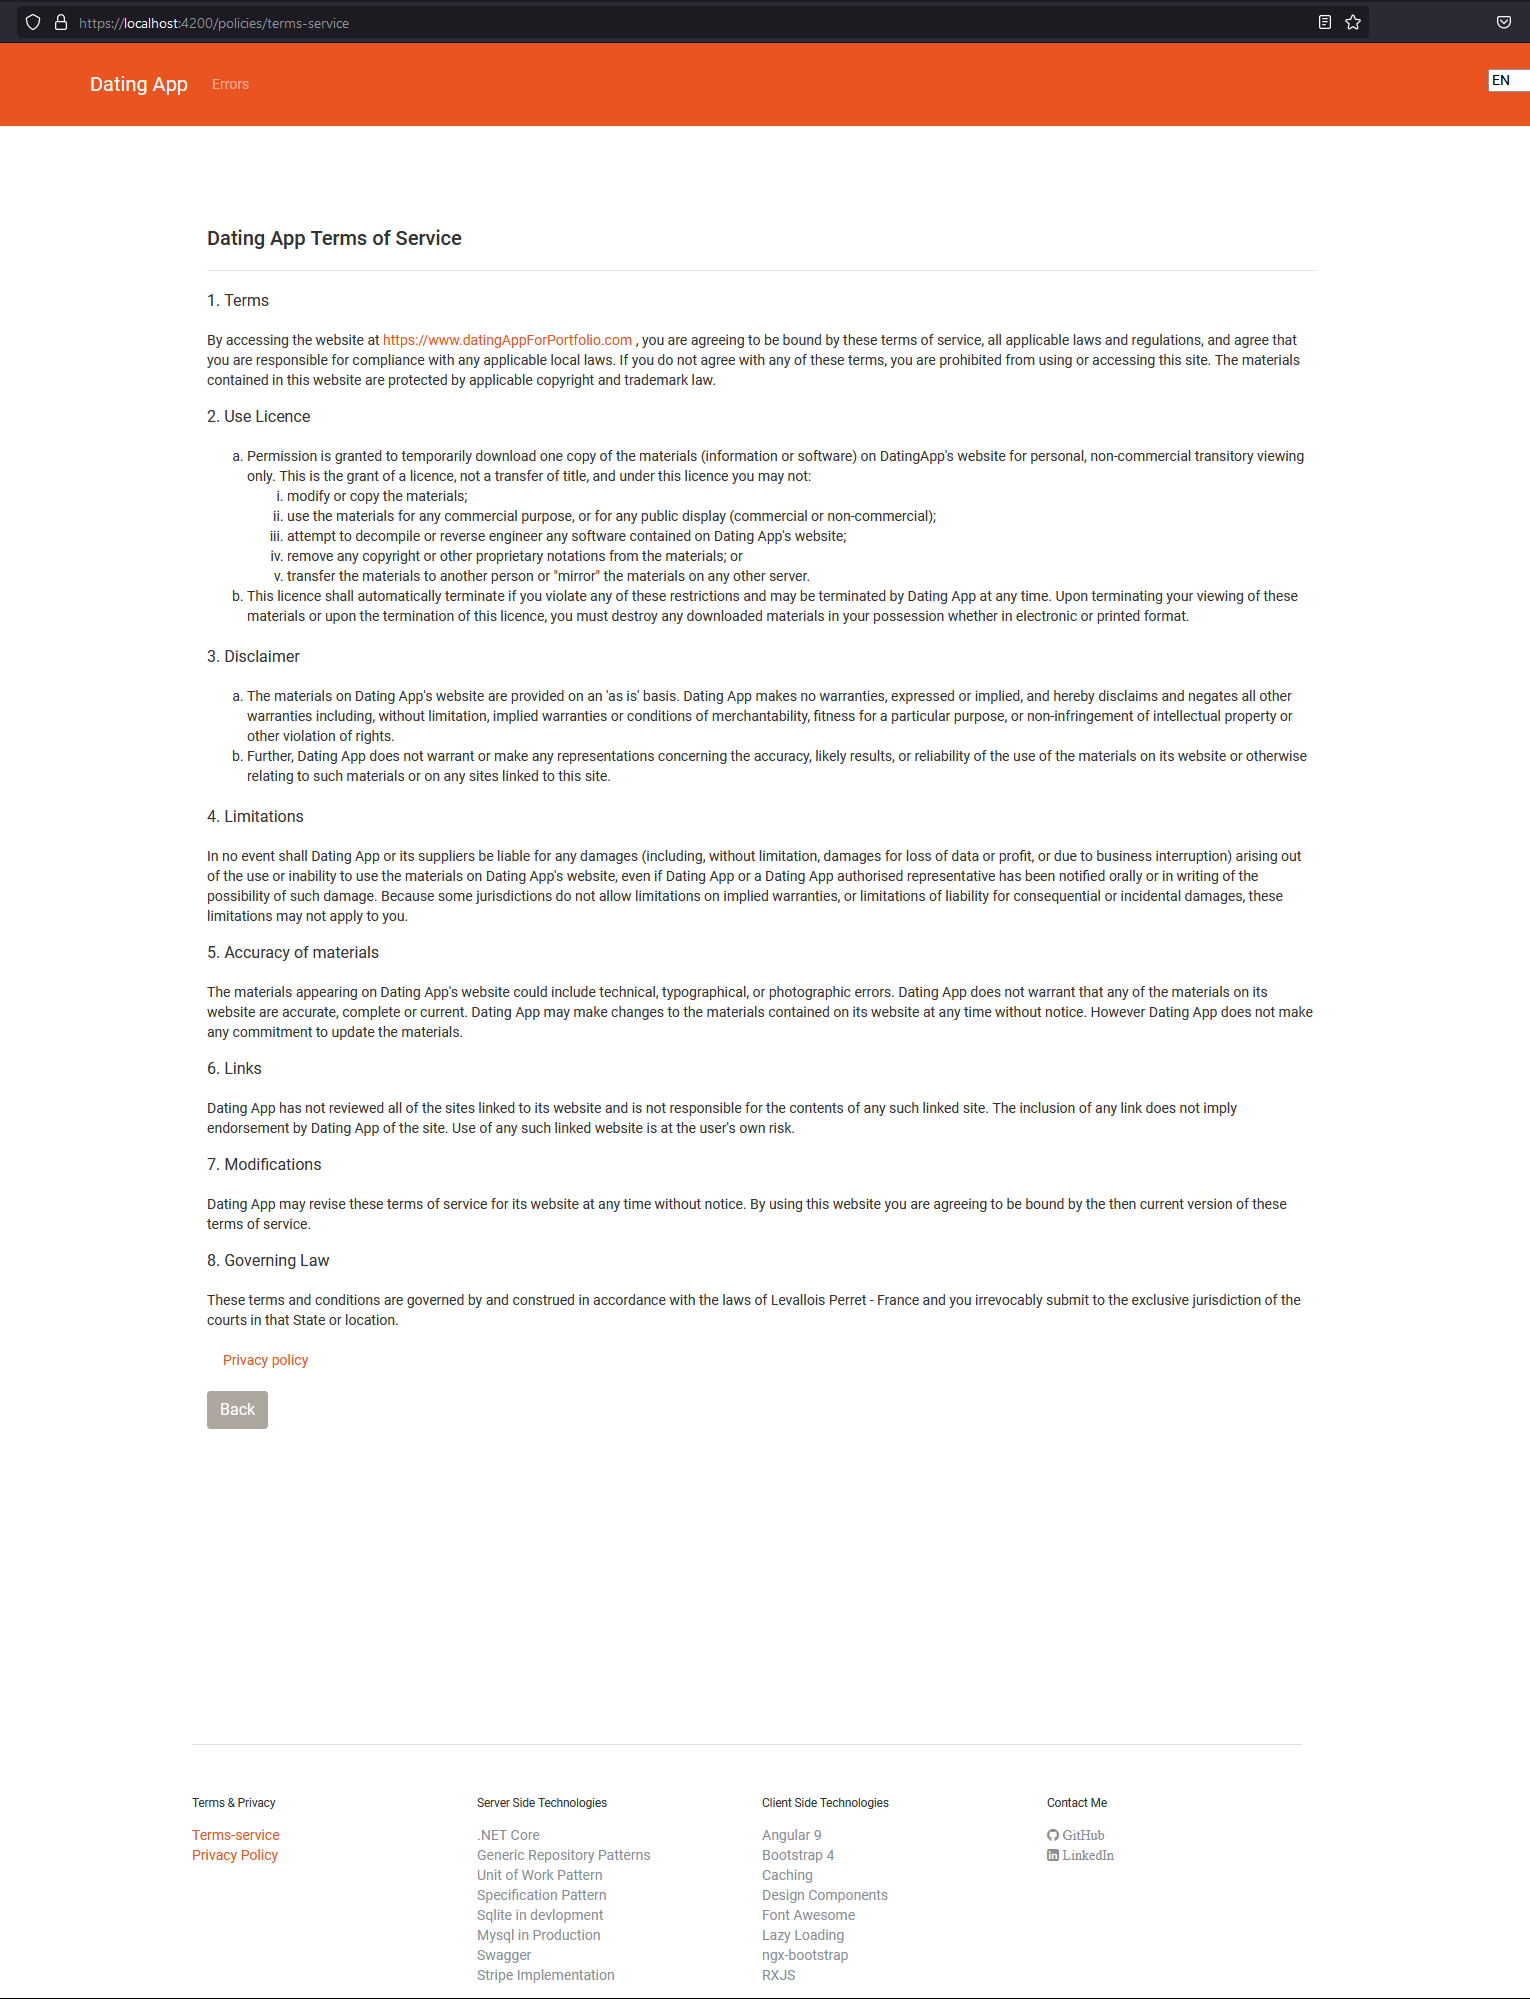 https://localhost:4200/policies/terms-service
Dating App Errors EN
Dating App Terms of Service
1. Terms
By accessing the website at https://www.datingAppForPortfolio.com , you are agreeing to be bound by these terms of service, all applicable laws and regulations, and agree that
you are responsible for compliance with any applicable local laws. If you do not agree with any of these terms, you are prohibited from using or accessing this site. The materials
contained in this website are protected by applicable copyright and trademark law.
2. Use Licence
a. Permission is granted to temporarily download one copy of the materials (information or software) on DatingApp's website for personal, non-commercial transitory viewing
only. This is the grant of a licence, not a transfer of title, and under this licence you may not:
i. modify or copy the materials;
ii. use the materials for any commercial purpose, or for any public display (commercial or non-commercial);
iii. attempt to decompile or reverse engineer any software contained on Dating App's website;
iv. remove any copyright or other proprietary notations from the materials; or
v. transfer the materials to another person or "mirror" the materials on any other server.
b. This licence shall automatically terminate if you violate any of these restrictions and may be terminated by Dating App at any time. Upon terminating your viewing of these
materials or upon the termination of this licence, you must destroy any downloaded materials in your possession whether in electronic or printed format.
3. Disclaimer
a. The materials on Dating App's website are provided on an 'as is' basis. Dating App makes no warranties, expressed or implied, and hereby disclaims and negates all other
warranties including, without limitation, implied warranties or conditions of merchantability, fitness for a particular purpose, or non-infringement of intellectual property or
other violation of rights.
b. Further, Dating App does not warrant or make any representations concerning the accuracy, likely results, or reliability of the use of the materials on its website or otherwise
relating to such materials or on any sites linked to this site.
4. Limitations
In no event shall Dating App or its suppliers be liable for any damages (including, without limitation, damages for loss of data or profit, or due to business interruption) arising out
of the use or inability to use the materials on Dating App's website, even if Dating App or a Dating App authorised representative has been notified orally or in writing of the
possibility of such damage. Because some jurisdictions do not allow limitations on implied warranties, or limitations of liability for consequential or incidental damages, these
limitations may not apply to you.
5. Accuracy of materials
The materials appearing on Dating App's website could include technical, typographical, or photographic errors. Dating App does not warrant that any of the materials on its
website are accurate, complete or current. Dating App may make changes to the materials contained on its website at any time without notice. However Dating App does not make
any commitment to update the materials.
6. Links
Dating App has not reviewed all of the sites linked to its website and is not responsible for the contents of any such linked site. The inclusion of any link does not imply
endorsement by Dating App of the site. Use of any such linked website is at the user's own risk.
7. Modifications
Dating App may revise these terms of service for its website at any time without notice. By using this website you are agreeing to be bound by the then current version of these
terms of service.
8. Governing Law
These terms and conditions are governed by and construed in accordance with the laws of Levallois Perret - France and you irrevocably submit to the exclusive jurisdiction of the
courts in that State or location.
Privacy policy
Back
Terms & Privacy
Terms-service
Privacy Policy
Server Side Technologies
.NET Core
Generic Repository Patterns
Unit of Work Pattern
Specification Pattern
Sqlite in devlopment
Mysql in Production
Swagger
Stripe Implementation
Client Side Technologies
Angular 9
Bootstrap 4
Caching
Design Components
Font Awesome
Lazy Loading
ngx-bootstrap
RXJS
Contact Me
GitHub
LinkedIn